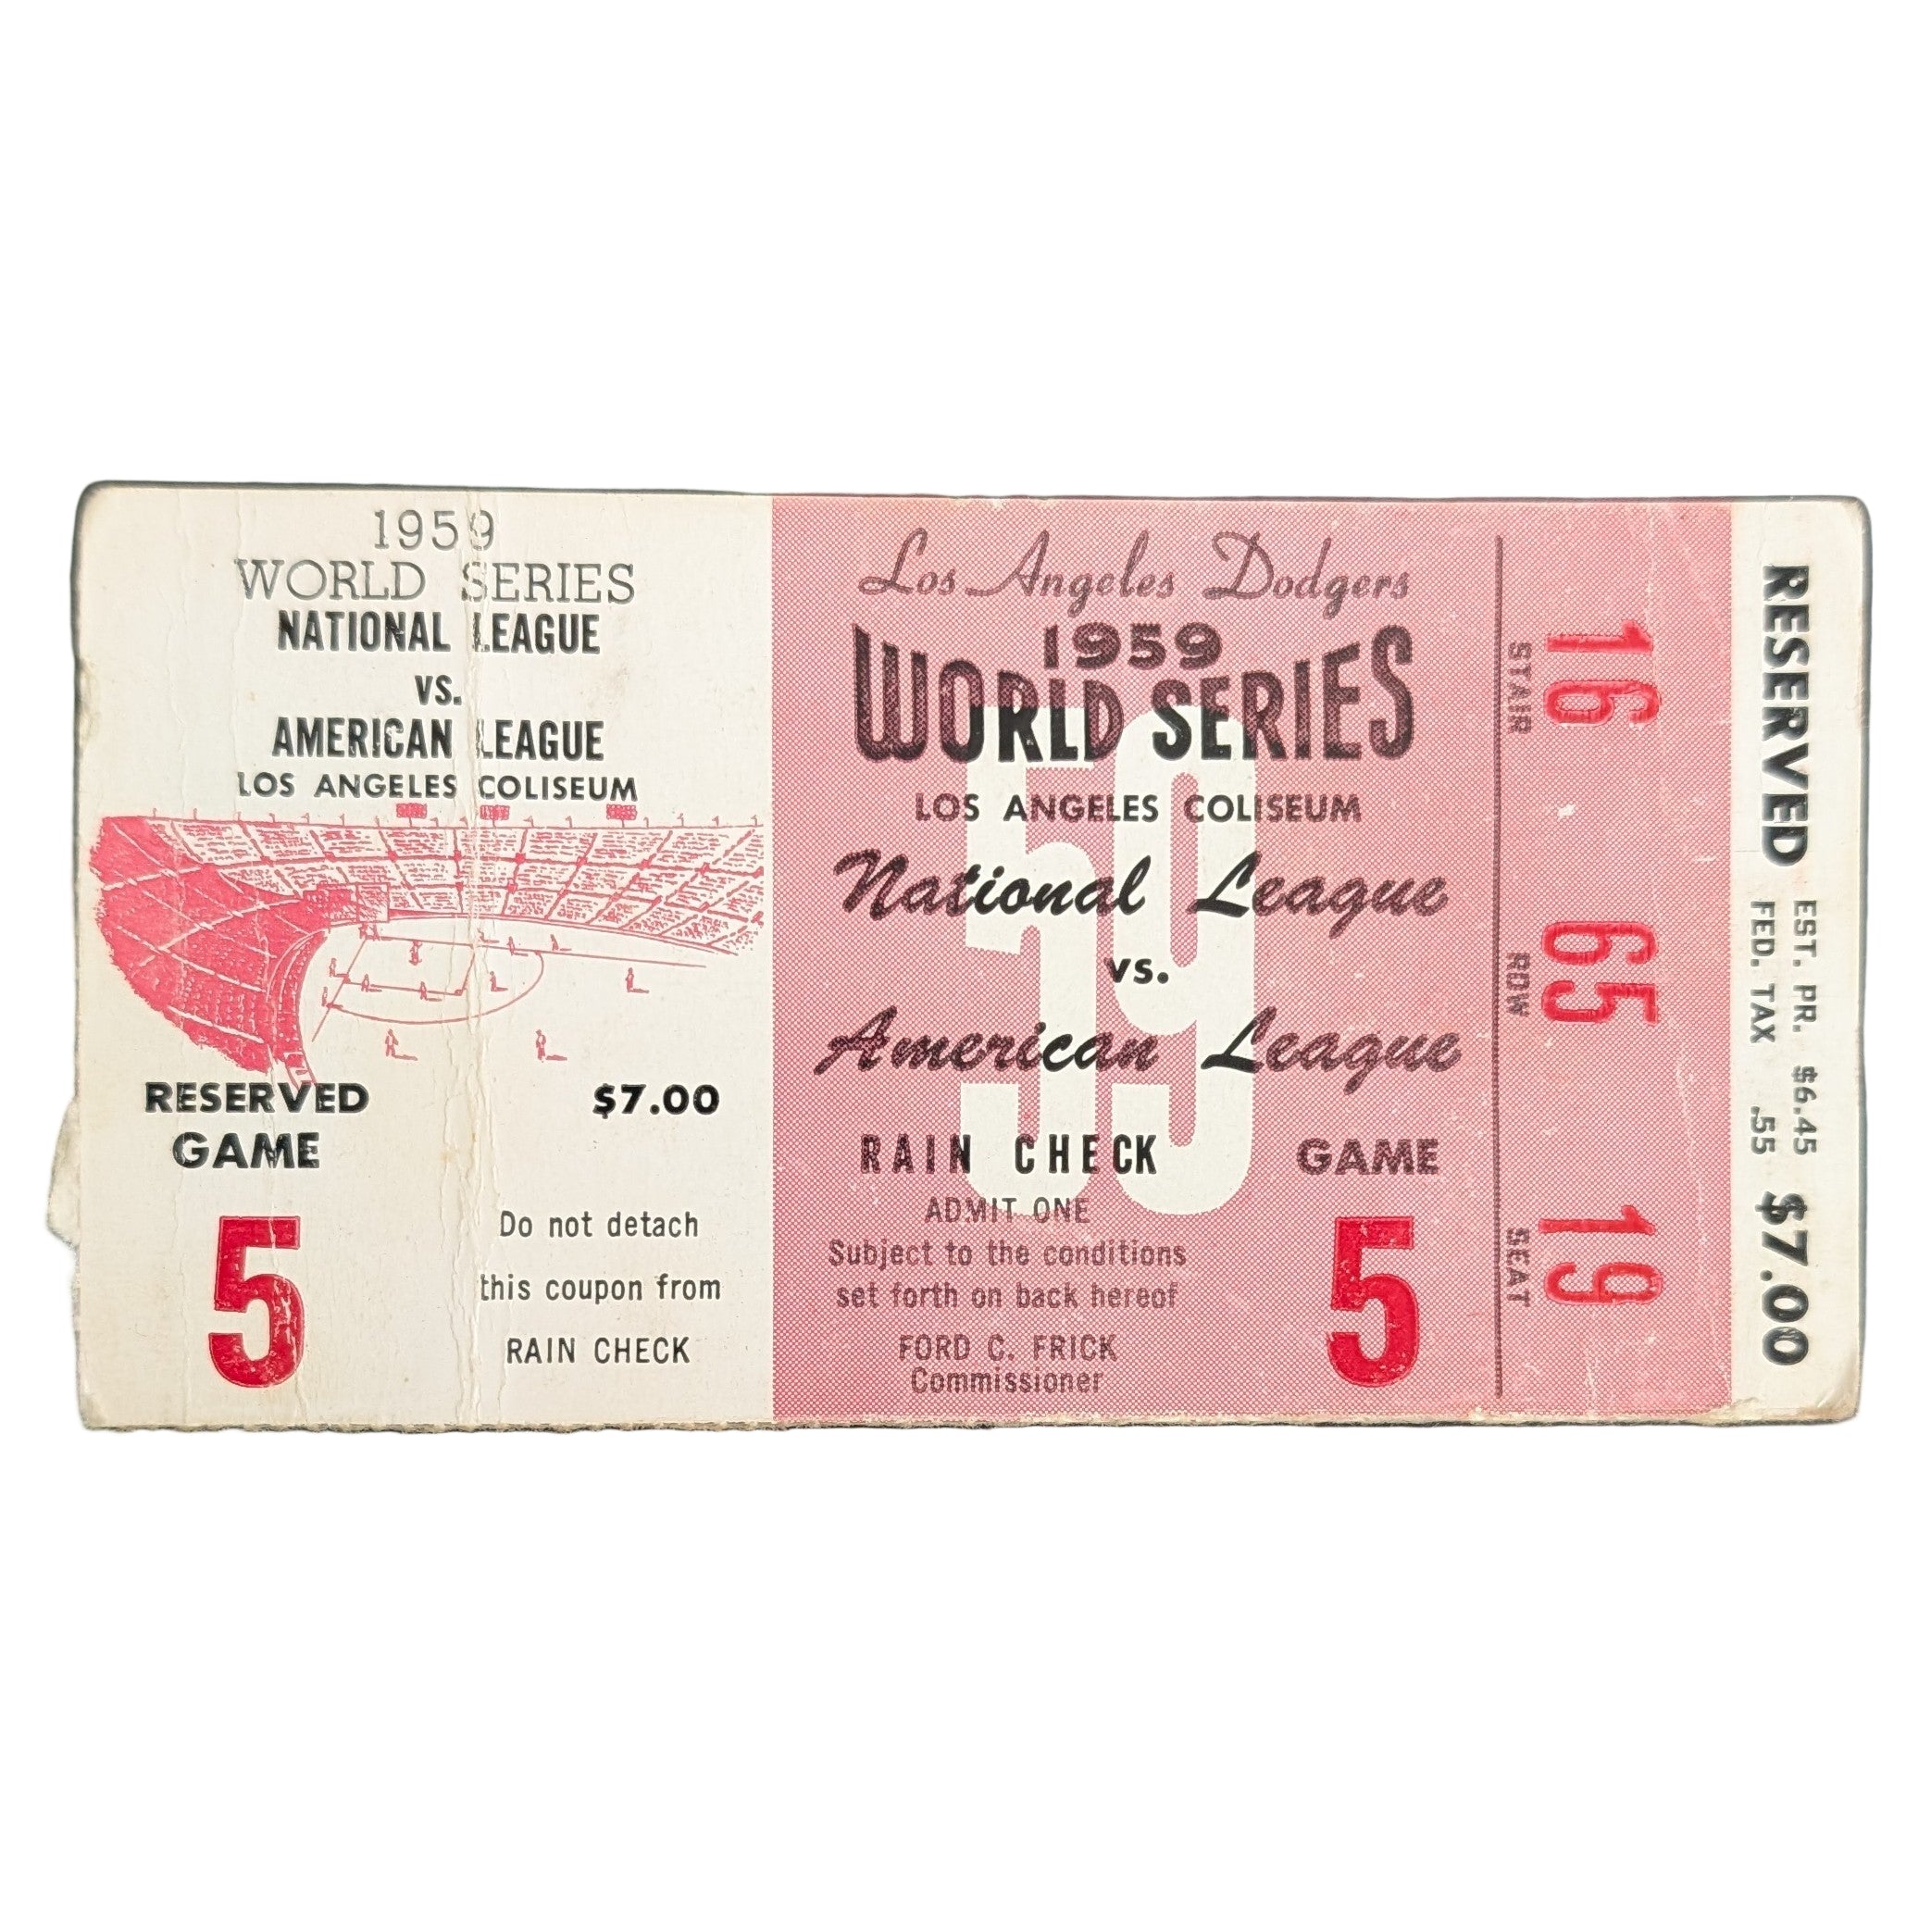 1959
WORLD SERIES
NATIONAL LEAGUE
VS.
AMERICAN LEAGUE
LOS ANGELES COLISEUM
RESERVED $7.00
GAME
5
Do not detach
this coupon from
RAIN CHECK
Los Angeles Dodgers
1959
WORLD SERIES
59
LOS ANGELES COLISEUM
National League
vs.
American League
RAIN CHECK
ADMIT ONE
Subject to the conditions
set forth on back hereof
FORD C. FRICK
Commissioner
GAME
5
16 65 19
STAIR ROW SEAT
RESERVED EST. PR. $6.45 $7.00
FED. TAX .55